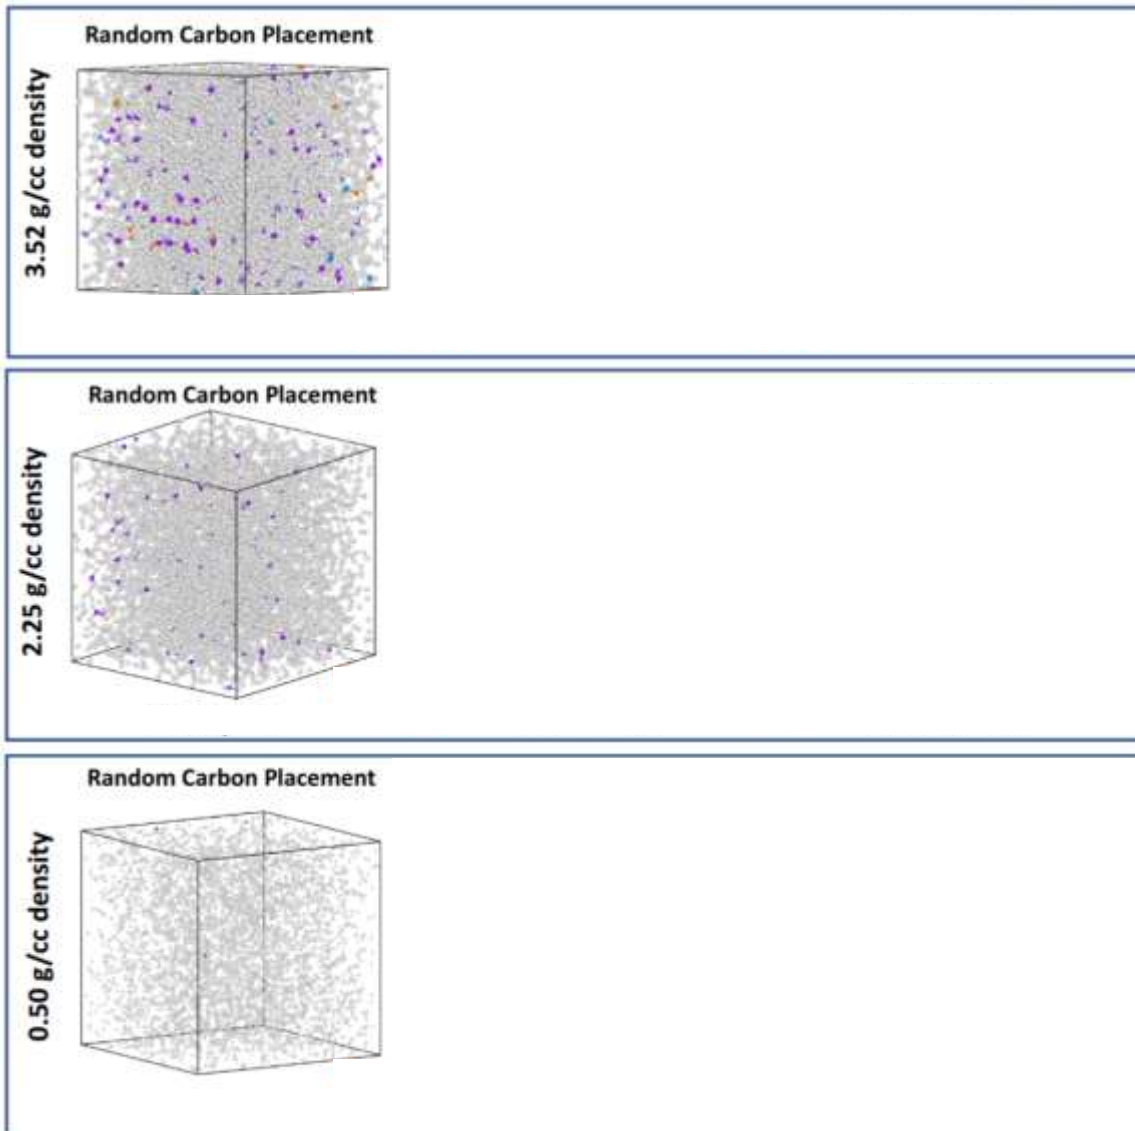 Random Carbon Placement
3.52 g/cc density
Random Carbon Placement
2.25 g/cc density
Random Carbon Placement
0.50 g/cc density